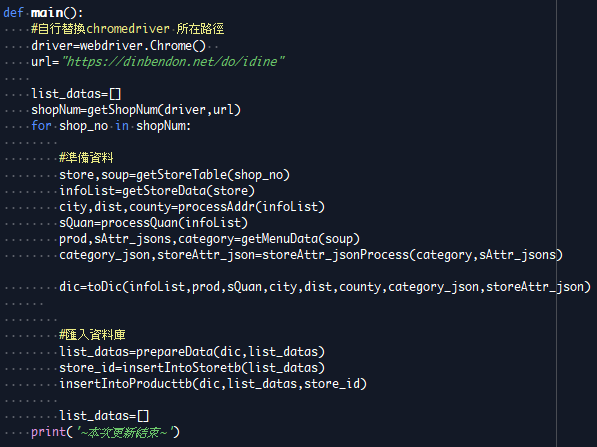 def main():
#自行替換chromedriver 所在路徑
driver=webdriver.Chrome()
url="https://dinbendon.net/do/idine"
list_datas=[]
shopNum=getShopNum(driver,url)
for shop_no in shopNum:
#準備資料
store,soup=getStoreTable(shop_no)
infoList=getStoreData(store)
city,dist,county=processAddr(infoList)
sQuan=processQuan(infoList)
prod,sAttr_jsons,category=getMenuData(soup)
category_json,storeAttr_json=storeAttr_jsonProcess(category,sAttr_jsons)
dic=toDic(infoList,prod,sQuan,city,dist,county,category_json,storeAttr_json)
#匯入資料庫
list_datas=prepareData(dic,list_datas)
store_id=insertIntoStoretb(list_datas)
insertIntoProducttb(dic,list_datas,store_id)
list_datas=[]
print('~本次更新結束~')